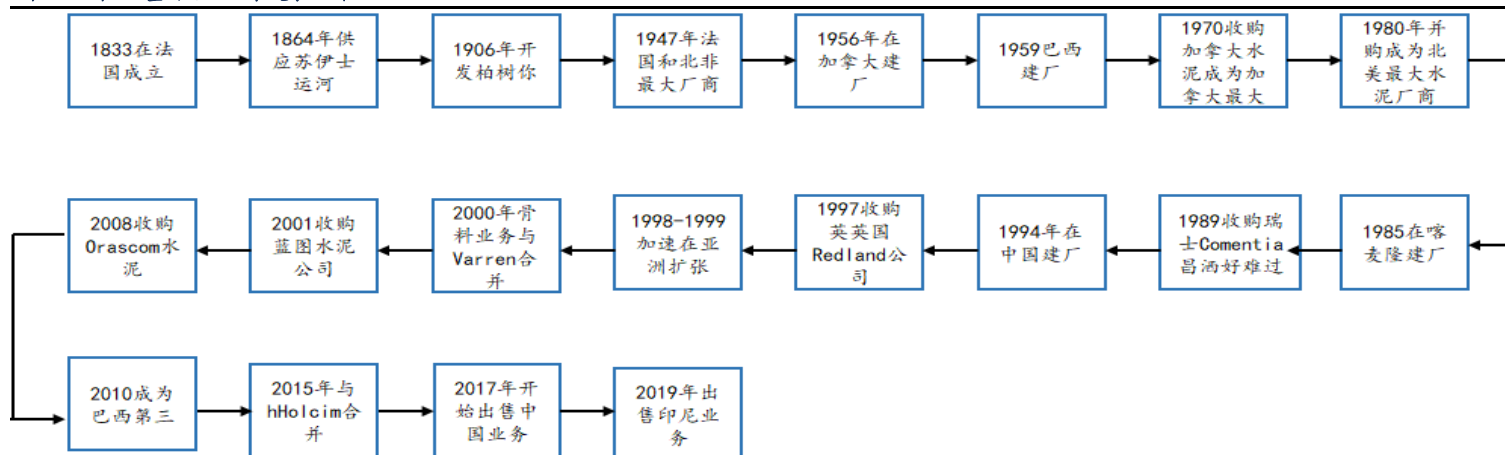 1833在法
国成立
1864年供
应苏伊士
运河
1906年开
发柏树你
1947年法
国和北非
最大厂商
1956年在
加拿大建
厂
1959巴西
建厂
1970收购
加拿大水
泥成为加
拿大最大
1980年并
购成为北
美最大水
泥厂商
1985在喀
麦隆建厂
1989收购瑞
士Comentia
昌洒好难过
1994年在
中国建厂
1997收购
英英国
Redland公
司
1998-1999
加速在亚
洲扩张
2000年骨
料业务与
Varren合
并
2001收购
蓝图水泥
公司
2008收购
Orascom水
泥
2010成为
巴西第三
2015年与
hHolcim合
并
2017年开
始出售中
国业务
2019年出
售印尼业
务